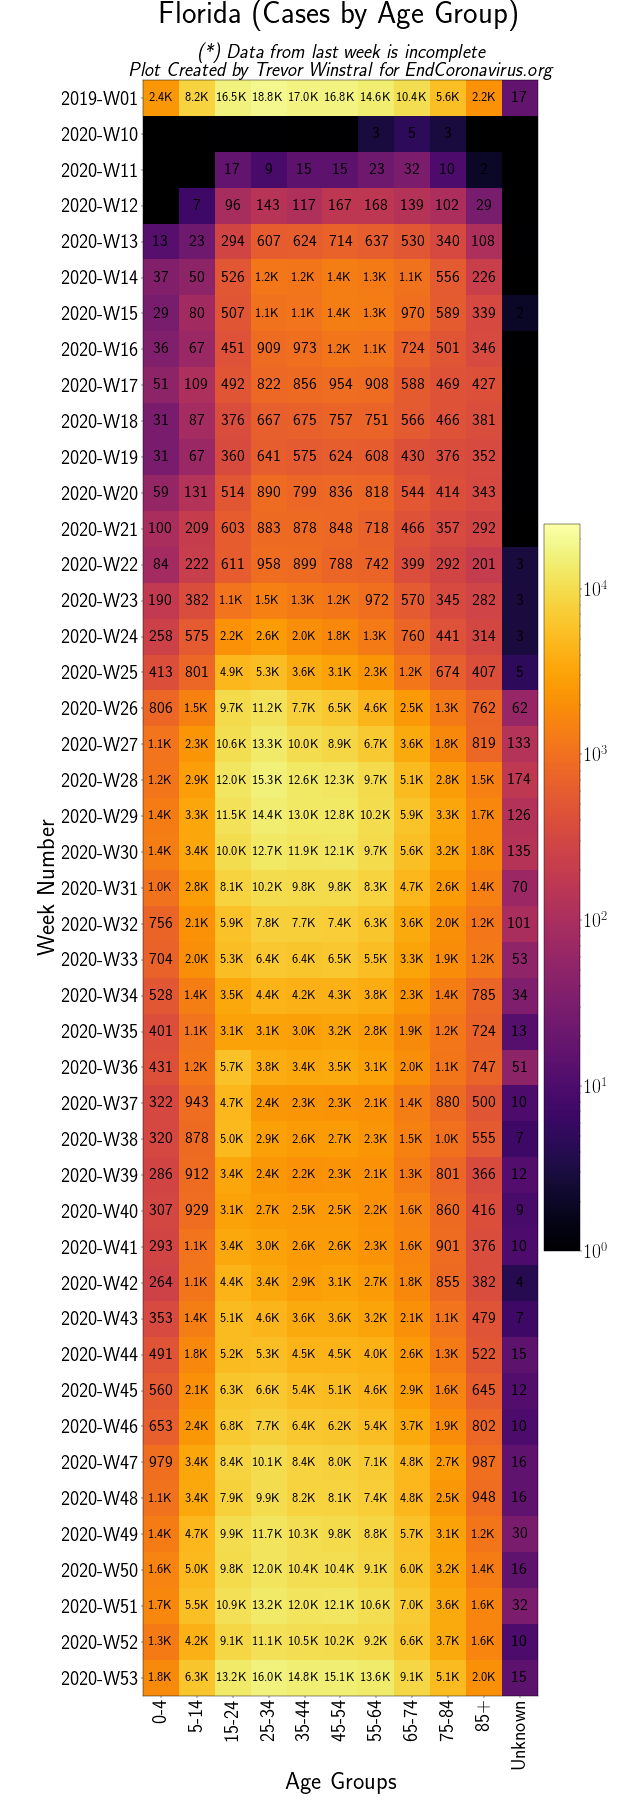 Florida (Cases by Age Group)
(*) Data from last week is incomplete
Plot Created by Trevor Winstral for EndCoronavirus.org
2019-W01 2.4K 8.2K 16.5K 18.8K 17.0K 16.8K 14.6K 10.4K 5.6K 2.2K 17
2020-W10 3 5 3
2020-W11 17 9 15 15 23 32 10 2
2020-W12 7 96 143 117 167 168 139 102 29
2020-W13 13 23 294 607 624 714 637 530 340 108
2020-W14 37 50 526 1.2K 1.2K 1.4K 1.3K 1.1K 556 226
2020-W15 29 80 507 1.1K 1.1K 1.4K 1.3K 970 589 339 2
2020-W16 36 67 451 909 973 1.2K 1.1K 724 501 346
2020-W17 51 109 492 822 856 954 908 588 469 427
2020-W18 31 87 376 667 675 757 751 566 466 381
2020-W19 31 67 360 641 575 624 608 430 376 352
2020-W20 59 131 514 890 799 836 818 544 414 343
2020-W21 100 209 603 883 878 848 718 466 357 292
2020-W22 84 222 611 958 899 788 742 399 292 201 3
2020-W23 190 382 1.1K 1.5K 1.3K 1.2K 972 570 345 282 3
2020-W24 258 575 2.2K 2.6K 2.0K 1.8K 1.3K 760 441 314 3
2020-W25 413 801 4.9K 5.3K 3.6K 3.1K 2.3K 1.2K 674 407 5
2020-W26 806 1.5K 9.7K 11.2K 7.7K 6.5K 4.6K 2.5K 1.3K 762 62
2020-W27 1.1K 2.3K 10.6K 13.3K 10.0K 8.9K 6.7K 3.6K 1.8K 819 133
2020-W28 1.2K 2.9K 12.0K 15.3K 12.6K 12.3K 9.7K 5.1K 2.8K 1.5K 174
2020-W29 1.4K 3.3K 11.5K 14.4K 13.0K 12.8K 10.2K 5.9K 3.3K 1.7K 126
2020-W30 1.4K 3.4K 10.0K 12.7K 11.9K 12.1K 9.7K 5.6K 3.2K 1.8K 135
2020-W31 1.0K 2.8K 8.1K 10.2K 9.8K 9.8K 8.3K 4.7K 2.6K 1.4K 70
2020-W32 756 2.1K 5.9K 7.8K 7.7K 7.4K 6.3K 3.6K 2.0K 1.2K 101
2020-W33 704 2.0K 5.3K 6.4K 6.4K 6.5K 5.5K 3.3K 1.9K 1.2K 53
2020-W34 528 1.4K 3.5K 4.4K 4.2K 4.3K 3.8K 2.3K 1.4K 785 34
2020-W35 401 1.1K 3.1K 3.1K 3.0K 3.2K 2.8K 1.9K 1.2K 724 13
2020-W36 431 1.2K 5.7K 3.8K 3.4K 3.5K 3.1K 2.0K 1.1K 747 51
2020-W37 322 943 4.7K 2.4K 2.3K 2.3K 2.1K 1.4K 880 500 10
2020-W38 320 878 5.0K 2.9K 2.6K 2.7K 2.3K 1.5K 1.0K 555 7
2020-W39 286 912 3.4K 2.4K 2.2K 2.3K 2.1K 1.3K 801 366 12
2020-W40 307 929 3.1K 2.7K 2.5K 2.5K 2.2K 1.6K 860 416 9
2020-W41 293 1.1K 3.4K 3.0K 2.6K 2.6K 2.3K 1.6K 901 376 10
2020-W42 264 1.1K 4.4K 3.4K 2.9K 3.1K 2.7K 1.8K 855 382 4
2020-W43 353 1.4K 5.1K 4.6K 3.6K 3.6K 3.2K 2.1K 1.1K 479 7
2020-W44 491 1.8K 5.2K 5.3K 4.5K 4.5K 4.0K 2.6K 1.3K 522 15
2020-W45 560 2.1K 6.3K 6.6K 5.4K 5.1K 4.6K 2.9K 1.6K 645 12
2020-W46 653 2.4K 6.8K 7.7K 6.4K 6.2K 5.4K 3.7K 1.9K 802 10
2020-W47 979 3.4K 8.4K 10.1K 8.4K 8.0K 7.1K 4.8K 2.7K 987 16
2020-W48 1.1K 3.4K 7.9K 9.9K 8.2K 8.1K 7.4K 4.8K 2.5K 948 16
2020-W49 1.4K 4.7K 9.9K 11.7K 10.3K 9.8K 8.8K 5.7K 3.1K 1.2K 30
2020-W50 1.6K 5.0K 9.8K 12.0K 10.4K 10.4K 9.1K 6.0K 3.2K 1.4K 16
2020-W51 1.7K 5.5K 10.9K 13.2K 12.0K 12.1K 10.6K 7.0K 3.6K 1.6K 32
2020-W52 1.3K 4.2K 9.1K 11.1K 10.5K 10.2K 9.2K 6.6K 3.7K 1.6K 10
2020-W53 1.8K 6.3K 13.2K 16.0K 14.8K 15.1K 13.6K 9.1K 5.1K 2.0K 15
0-4 5-14 15-24 25-34 35-44 45-54 55-64 65-74 75-84 85+ Unknown
Age Groups
Week Number
10⁴
10³
10²
10¹
10⁰